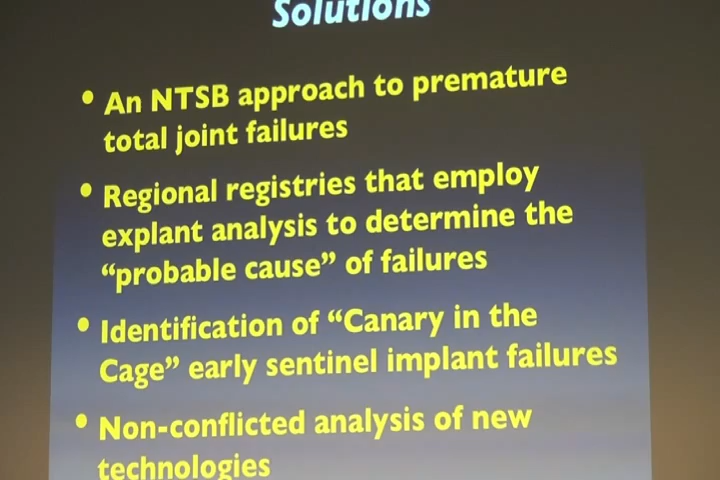 Solutions
• An NTSB approach to premature
total joint failures
• Regional registries that employ
explant analysis to determine the
“probable cause” of failures
• Identification of “Canary in the
Cage” early sentinel implant failures
• Non-conflicted analysis of new
technologies